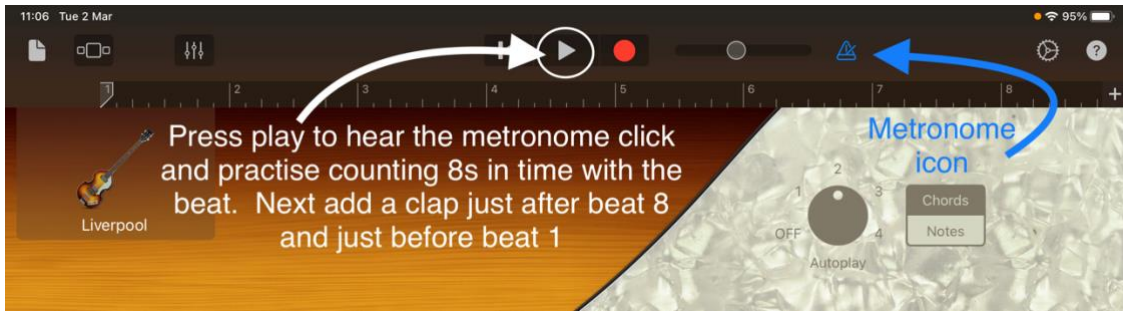 11:06 Tue 2 Mar
95%
1 2 3 4 5 6 7 8
Press play to hear the metronome click
and practise counting 8s in time with the
beat. Next add a clap just after beat 8
and just before beat 1
Metronome
icon
Liverpool
OFF 1 2 3 4
Autoplay
Chords
Notes